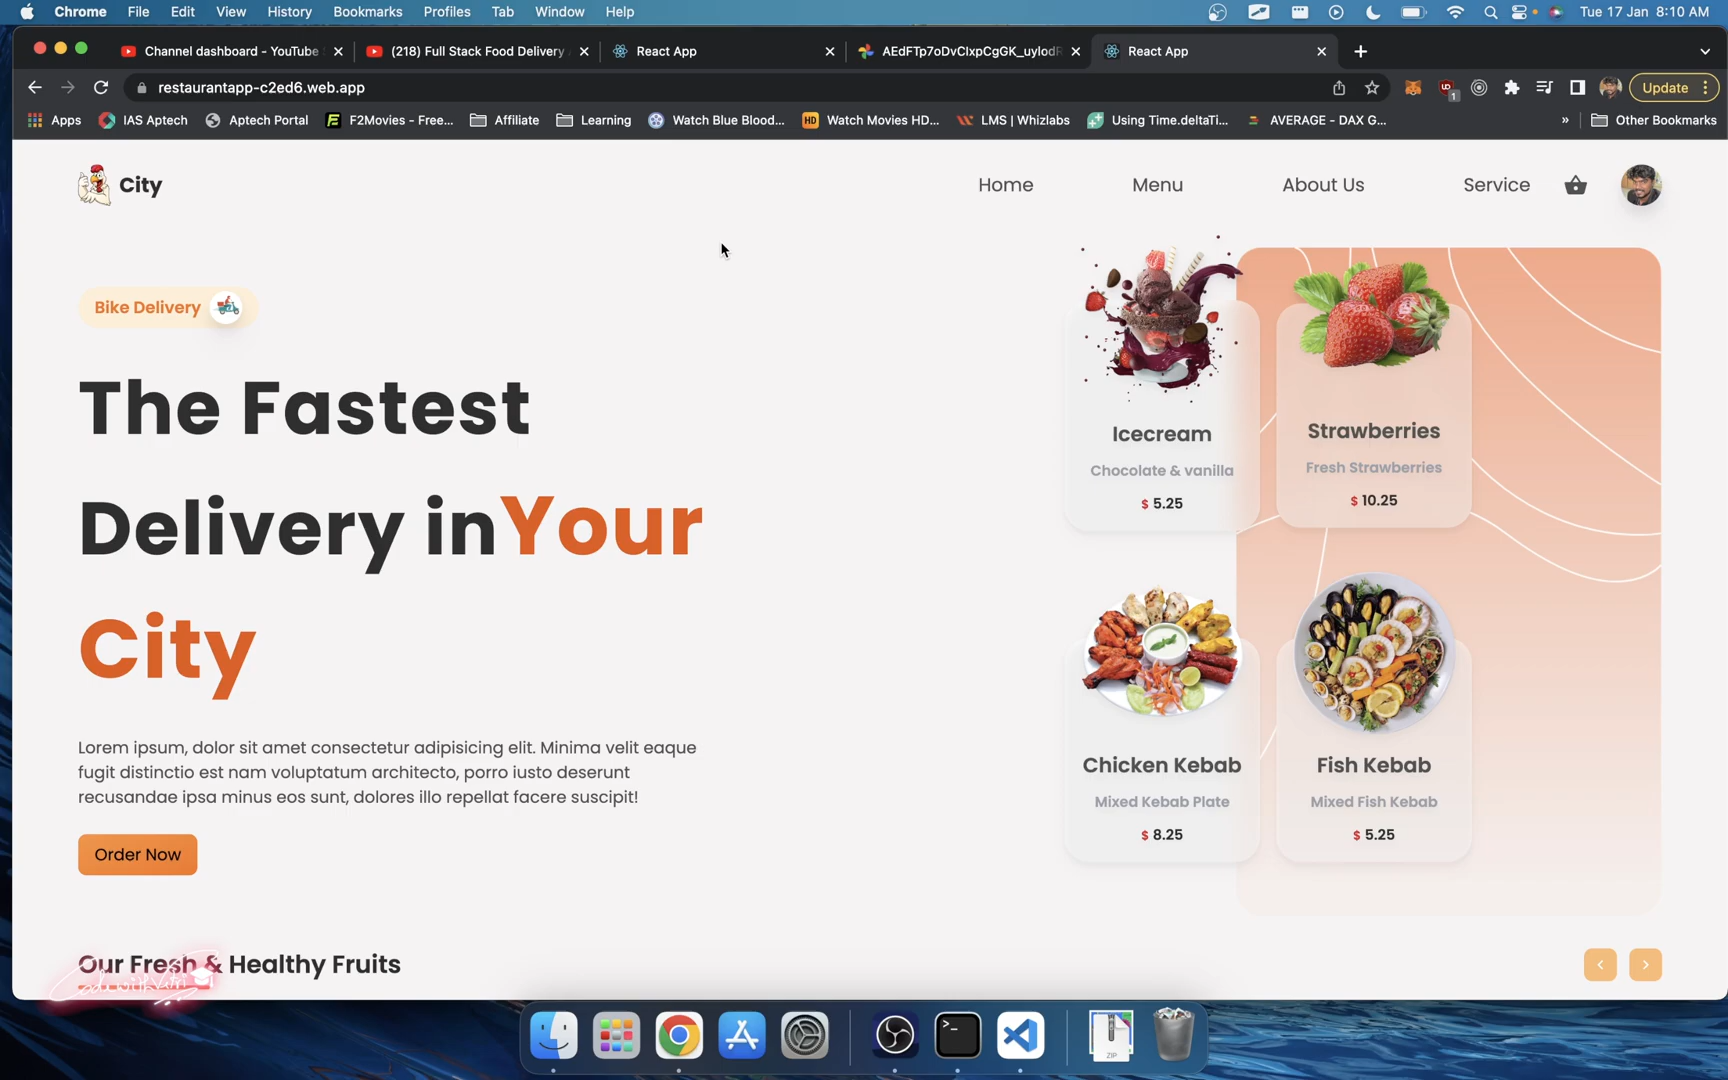 Chrome File Edit View History Bookmarks Profiles Tab Window Help Tue 17 Jan 8:10 AM
Channel dashboard - YouTube (218) Full Stack Food Delivery React App AEdFTp7oDvClxpCgGK_uylodF React App
restaurantapp-c2ed6.web.app UD 1 Update
Apps IAS Aptech Aptech Portal F2Movies - Free... Affiliate Learning Watch Blue Blood... HD Watch Movies HD... LMS | Whizlabs Using Time.deltaTi... AVERAGE - DAX G... » Other Bookmarks
City Home Menu About Us Service
Bike Delivery
The Fastest
Delivery inYour
City
Lorem ipsum, dolor sit amet consectetur adipisicing elit. Minima velit eaque
fugit distinctio est nam voluptatum architecto, porro iusto deserunt
recusandae ipsa minus eos sunt, dolores illo repellat facere suscipit!
Order Now
Icecream
Chocolate & vanilla
$ 5.25
Strawberries
Fresh Strawberries
$ 10.25
Chicken Kebab
Mixed Kebab Plate
$ 8.25
Fish Kebab
Mixed Fish Kebab
$ 5.25
Our Fresh & Healthy Fruits
ZIP